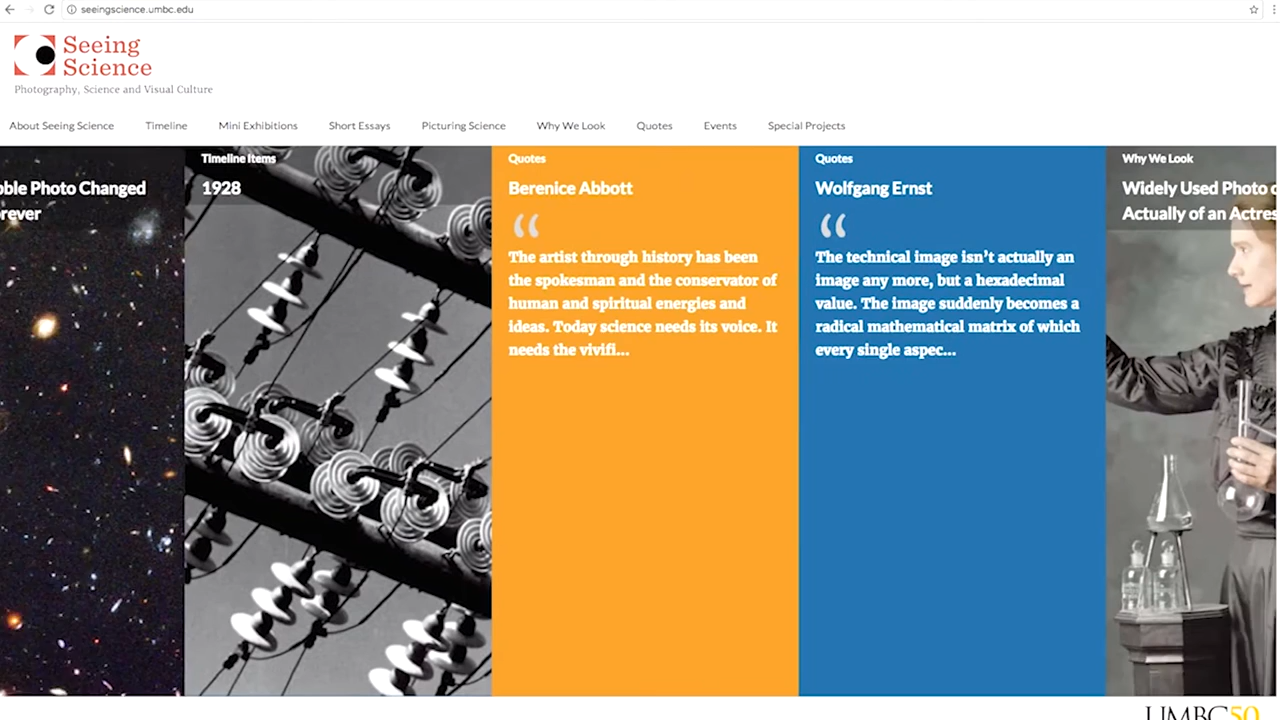 seeingscience.umbc.edu
Seeing
Science
Photography, Science and Visual Culture
About Seeing Science Timeline Mini Exhibitions Short Essays Picturing Science Why We Look Quotes Events Special Projects
Photo Changed
Timeline Items
1928
Quotes
Berenice Abbott
“
The artist through history has been
the spokesman and the conservator of
human and spiritual energies and
ideas. Today science needs its voice. It
needs the vivifi...
Quotes
Wolfgang Ernst
“
The technical image isn’t actually an
image any more, but a hexadecimal
value. The image suddenly becomes a
radical mathematical matrix of which
every single aspec...
Why We Look
Widely Used Photo
Actually of an Actres
UMBC50